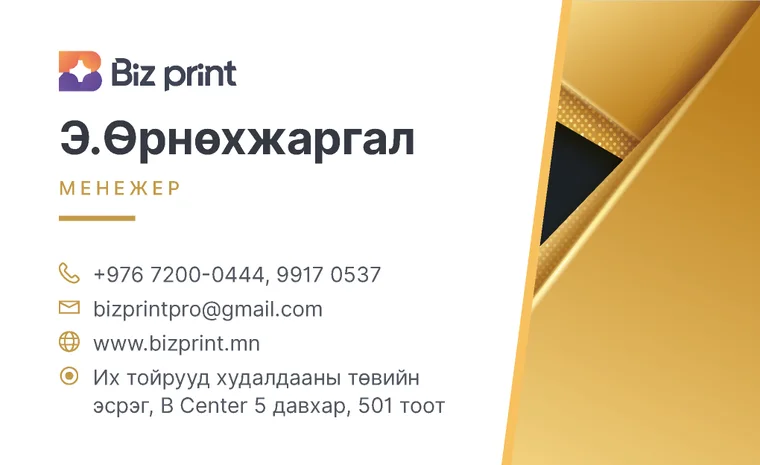 Biz print
Э.Өрнөхжаргал
МЕНЕЖЕР
+976 7200-0444, 9917 0537
bizprintpro@gmail.com
www.bizprint.mn
Их тойрууд худалдааны төвийн
эсрэг, B Center 5 давхар, 501 тоот